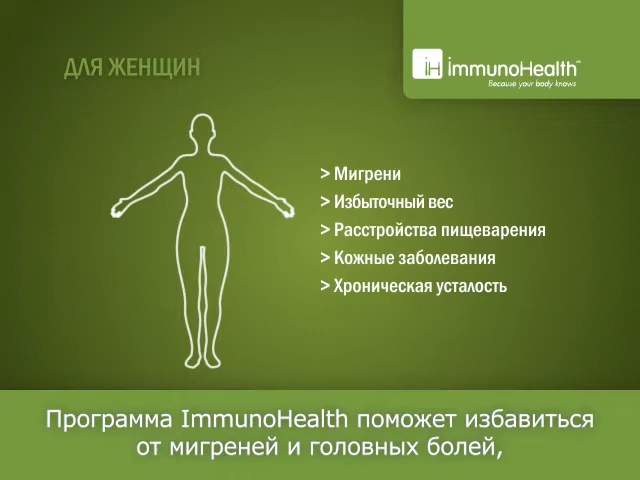 ДЛЯ ЖЕНЩИН
iH immunoHealth™
Because your body knows
> Мигрени
> Избыточный вес
> Расстройства пищеварения
> Кожные заболевания
> Хроническая усталость
Программа ImmunoHealth поможет избавиться
от мигреней и головных болей,